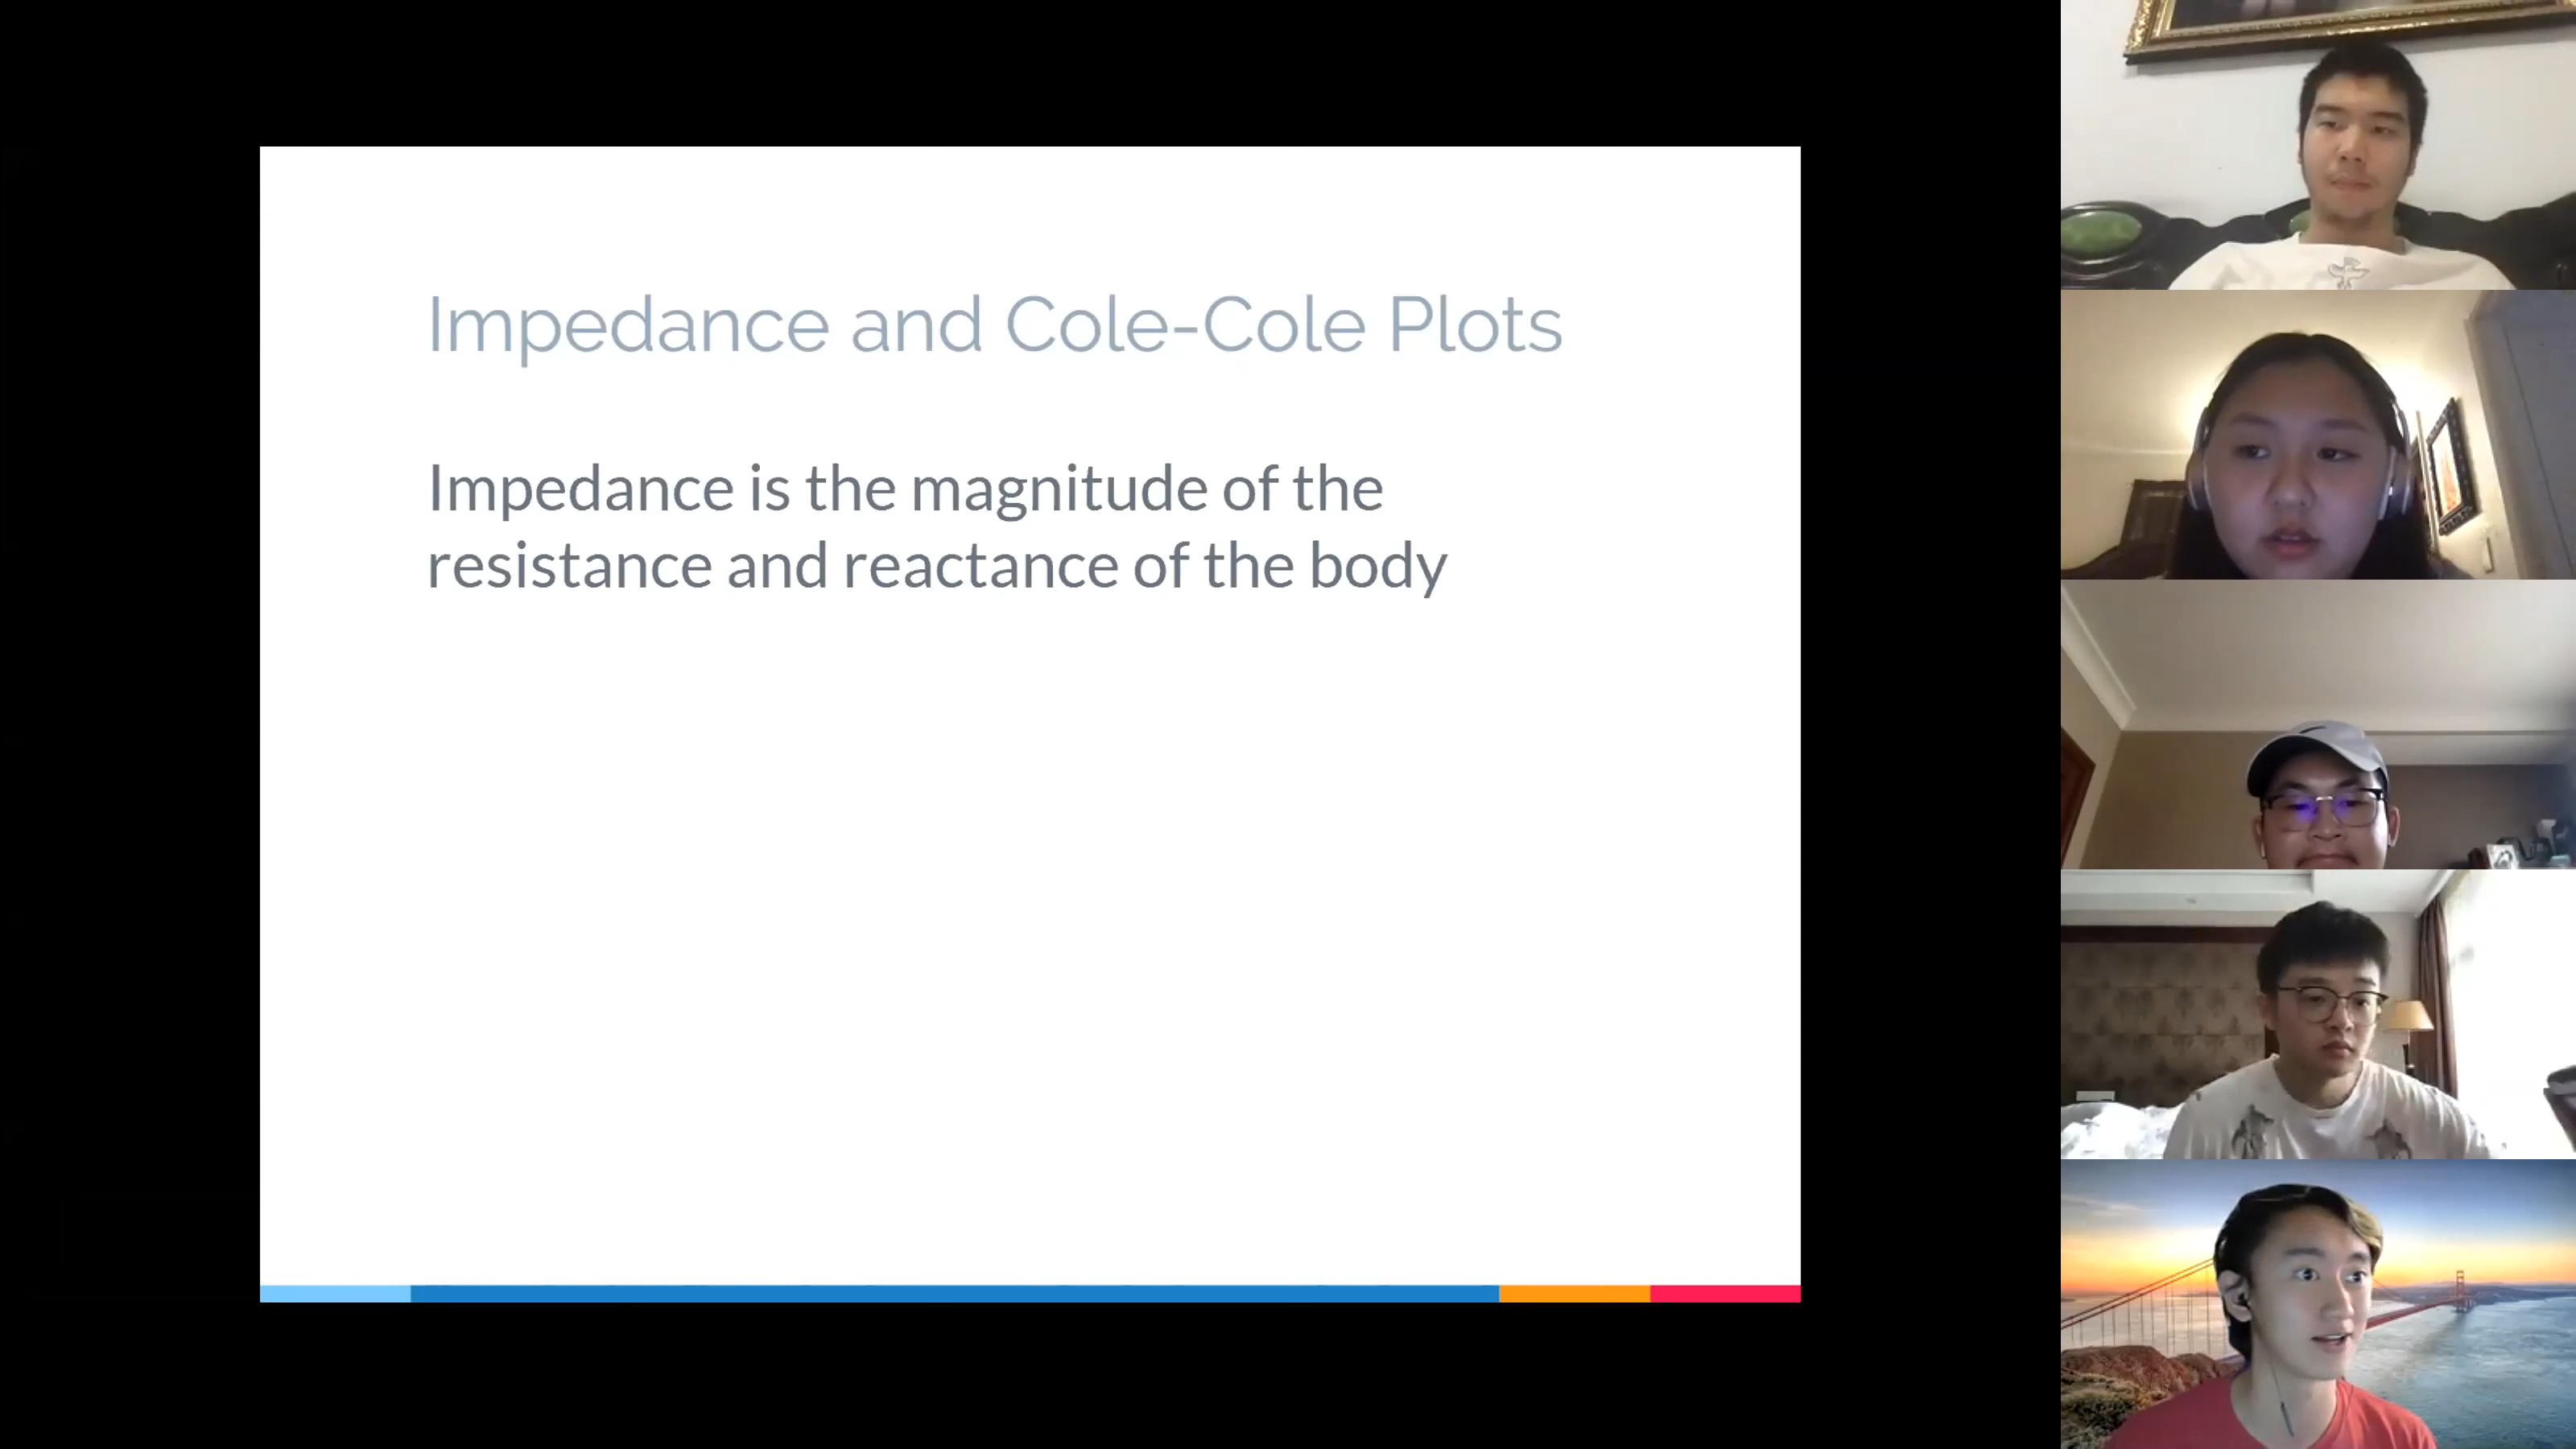 Impedance and Cole-Cole Plots
Impedance is the magnitude of the
resistance and reactance of the body